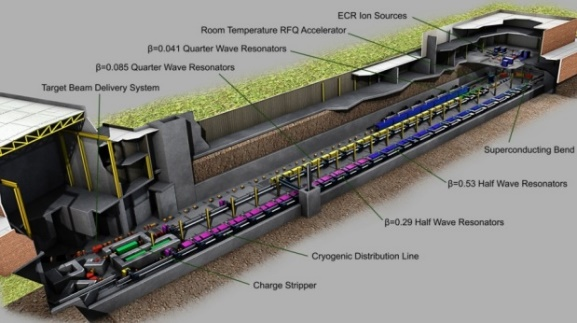 ECR Ion Sources
Room Temperature RFQ Accelerator
β=0.041 Quarter Wave Resonators
β=0.085 Quarter Wave Resonators
Target Beam Delivery System
Superconducting Bend
β=0.53 Half Wave Resonators
β=0.29 Half Wave Resonators
Cryogenic Distribution Line
Charge Stripper